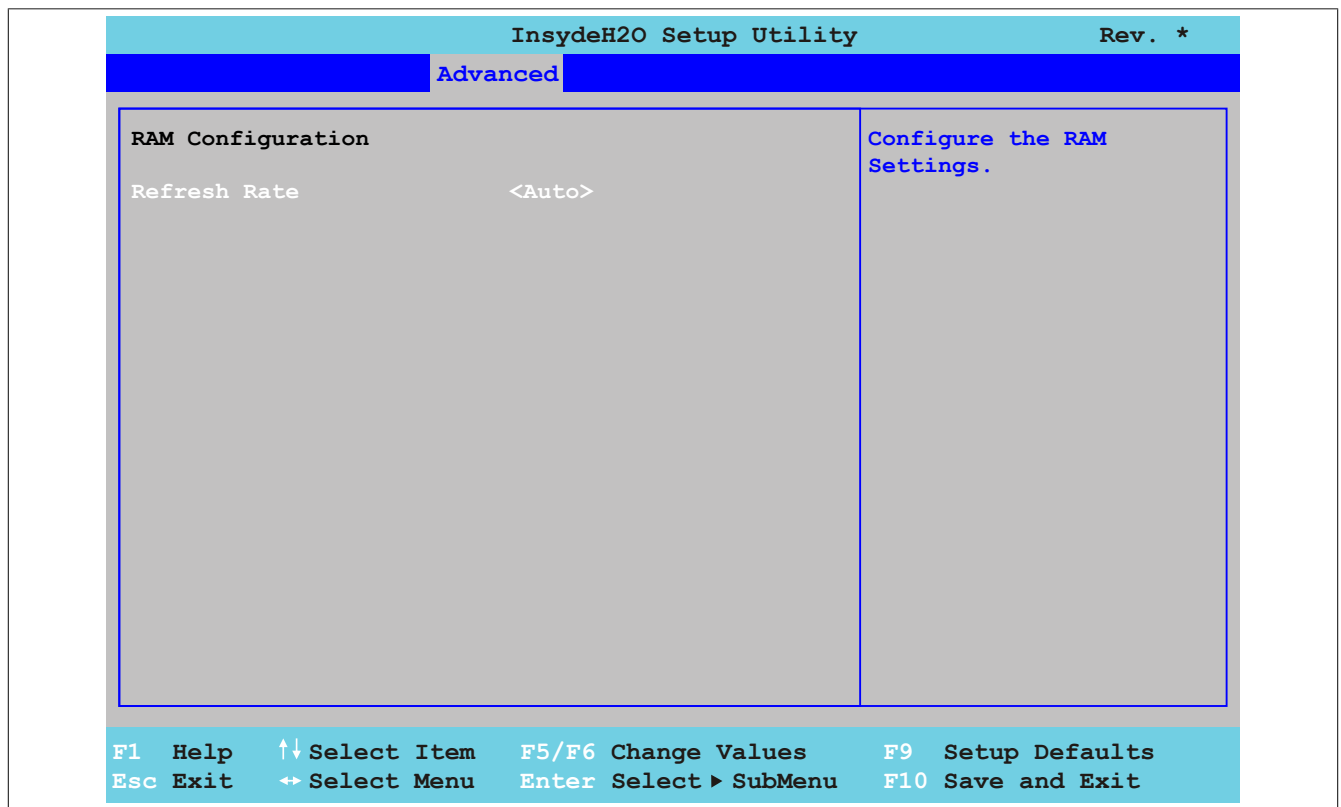 InsydeH2O Setup Utility Rev. *
Advanced
RAM Configuration
Configure the RAM
Settings.
Refresh Rate <Auto>
F1 Help ↑↓ Select Item F5/F6 Change Values F9 Setup Defaults
Esc Exit ↔ Select Menu Enter Select ▶ SubMenu F10 Save and Exit